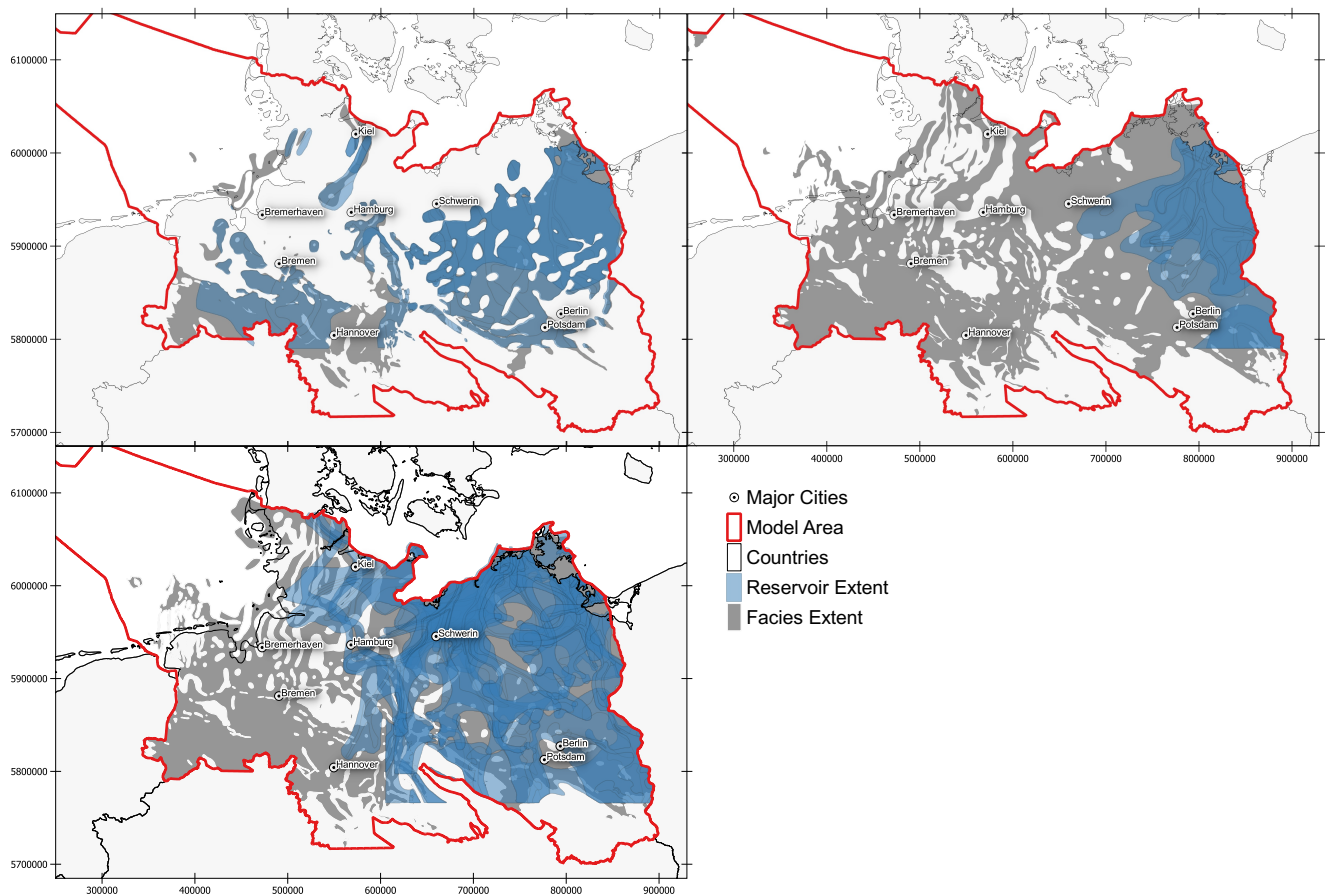 6100000
6000000
5900000
5800000
5700000
Kiel
Bremerhaven
Hamburg
Schwerin
Bremen
Berlin
Potsdam
Hannover
Kiel
Schwerin
Bremerhaven
Hamburg
Bremen
Berlin
Potsdam
Hannover
300000 400000 500000 600000 700000 800000 900000
6100000
6000000
5900000
5800000
5700000
Kiel
Schwerin
Bremerhaven
Hamburg
Bremen
Berlin
Potsdam
Hannover
300000 400000 500000 600000 700000 800000 900000
Major Cities
Model Area
Countries
Reservoir Extent
Facies Extent